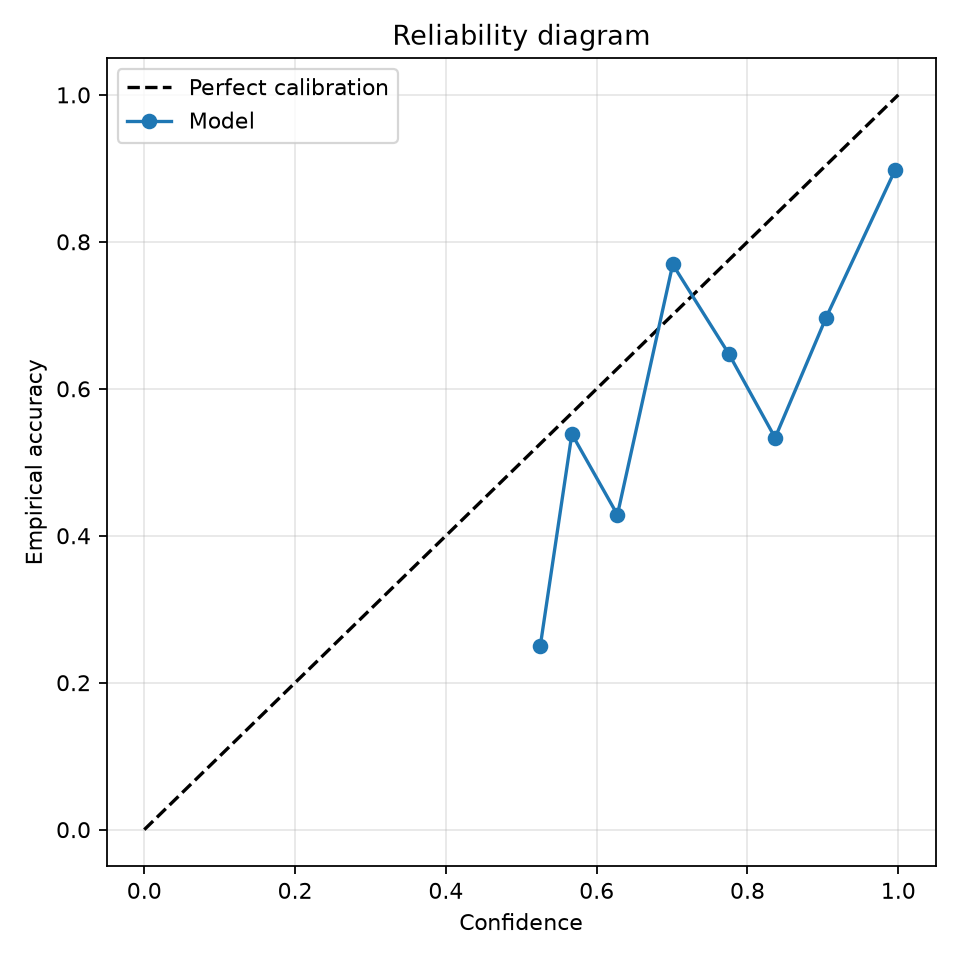 Reliability diagram
Perfect calibration
Model
1.0
0.8
0.6
0.4
0.2
0.0
Empirical accuracy
0.0 0.2 0.4 0.6 0.8 1.0
Confidence